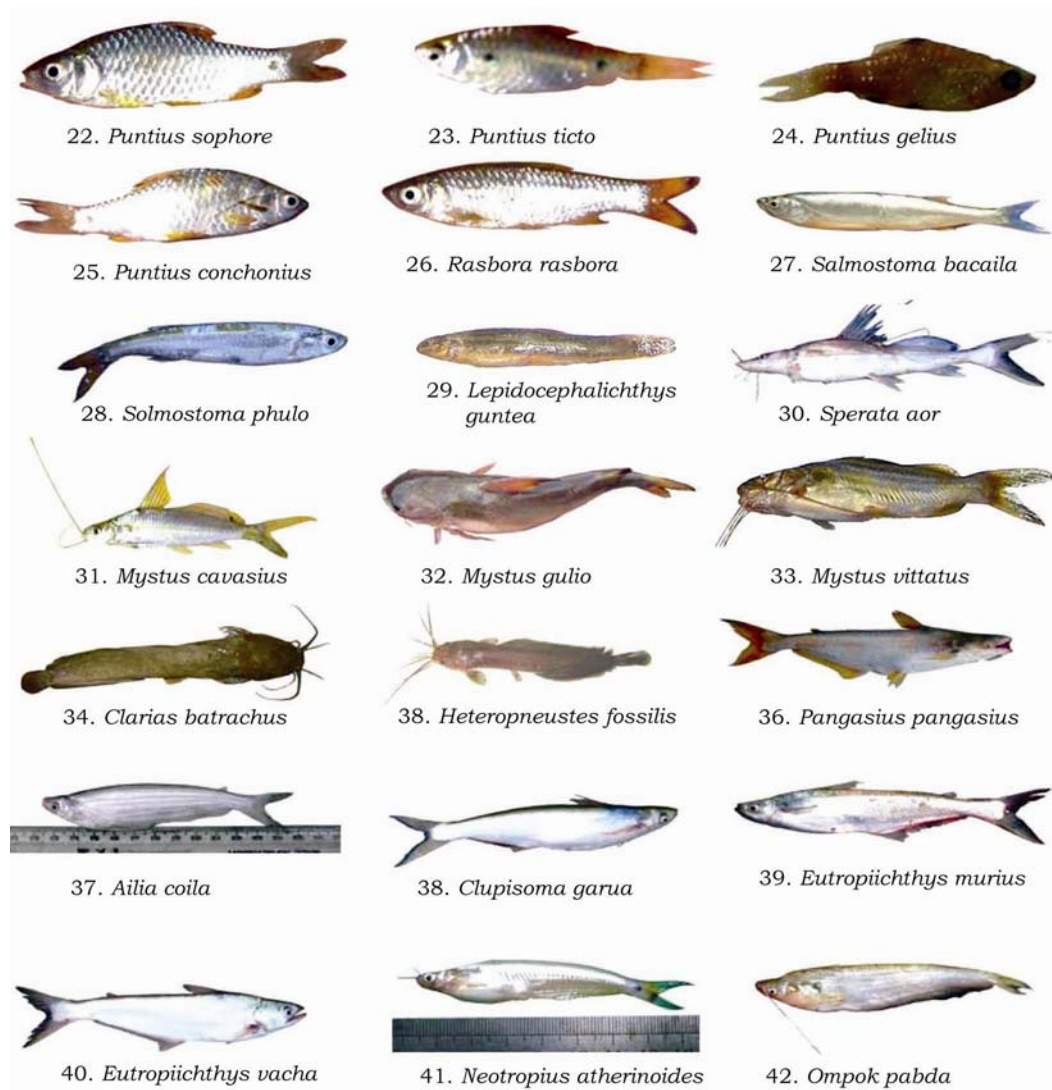 22. Puntius sophore
23. Puntius ticto
24. Puntius gelius
25. Puntius conchonius
26. Rasbora rasbora
27. Salmostoma bacaila
28. Solmostoma phulo
29. Lepidocephalichthys
guntea
30. Sperata aor
31. Mystus cavasius
32. Mystus gulio
33. Mystus vittatus
34. Clarias batrachus
38. Heteropneustes fossilis
36. Pangasius pangasius
37. Ailia coila
38. Clupisoma garua
39. Eutropiichthys murius
40. Eutropiichthys vacha
41. Neotropius atherinoides
42. Ompok pabda